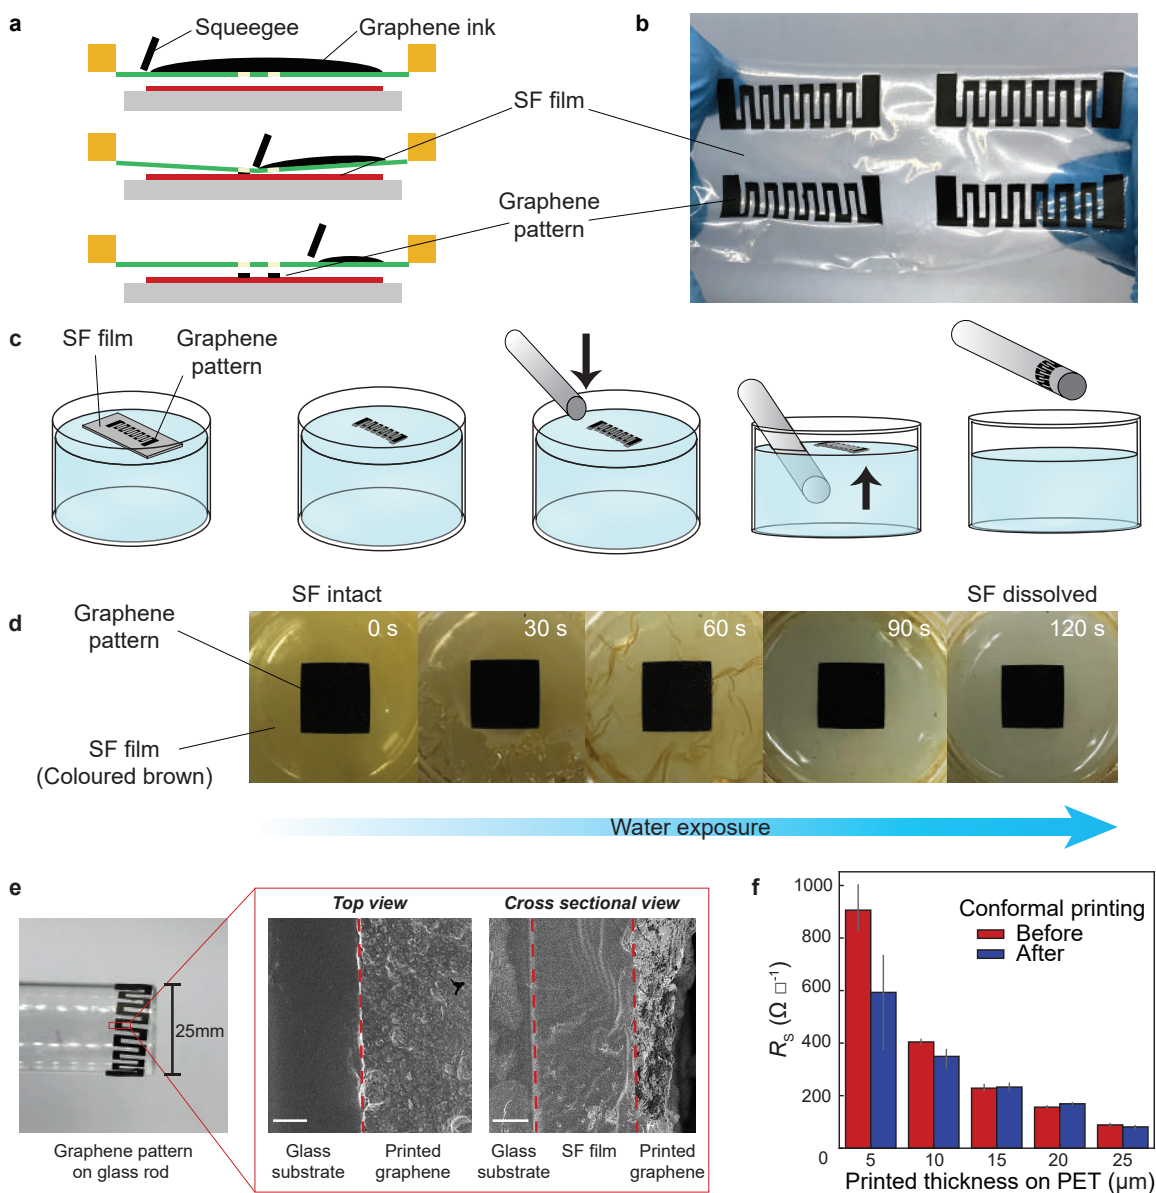 a
Squeegee
Graphene ink
SF film
Graphene
pattern
b
c
SF film
Graphene
pattern
d
SF intact
SF dissolved
Graphene
pattern
0 s
30 s
60 s
90 s
120 s
SF film
(Coloured brown)
Water exposure
e
25mm
Graphene pattern
on glass rod
Top view
Cross sectional view
Glass
substrate
Printed
graphene
Glass
substrate
SF film
Printed
graphene
f
Conformal printing
Before
After
1000
800
600
400
200
0
Rs (Ω □⁻¹)
5
10
15
20
25
Printed thickness on PET (µm)